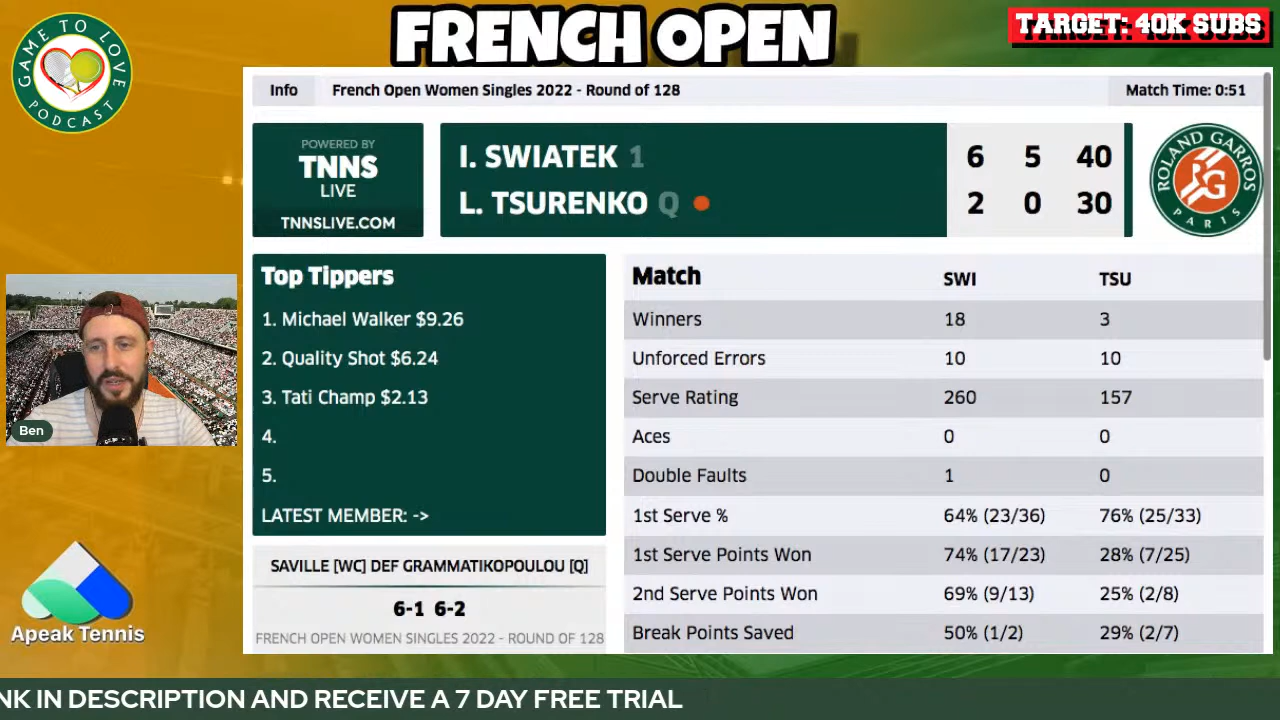 FRENCH OPEN
TARGET: 40K SUBS
GAME TO LOVE
PODCAST
Info French Open Women Singles 2022 - Round of 128 Match Time: 0:51
POWERED BY
TNNS
LIVE
TNNSLIVE.COM
I. SWIATEK 1 6 5 40
L. TSURENKO Q 2 0 30
ROLAND GARROS
RG
PARIS
Top Tippers
1. Michael Walker $9.26
2. Quality Shot $6.24
3. Tati Champ $2.13
4.
5.
LATEST MEMBER: ->
SAVILLE [WC] DEF GRAMMATIKOPOULOU [Q]
6-1 6-2
FRENCH OPEN WOMEN SINGLES 2022 - ROUND OF 128
Match SWI TSU
Winners 18 3
Unforced Errors 10 10
Serve Rating 260 157
Aces 0 0
Double Faults 1 0
1st Serve % 64% (23/36) 76% (25/33)
1st Serve Points Won 74% (17/23) 28% (7/25)
2nd Serve Points Won 69% (9/13) 25% (2/8)
Break Points Saved 50% (1/2) 29% (2/7)
Ben
Apeak Tennis
NK IN DESCRIPTION AND RECEIVE A 7 DAY FREE TRIAL